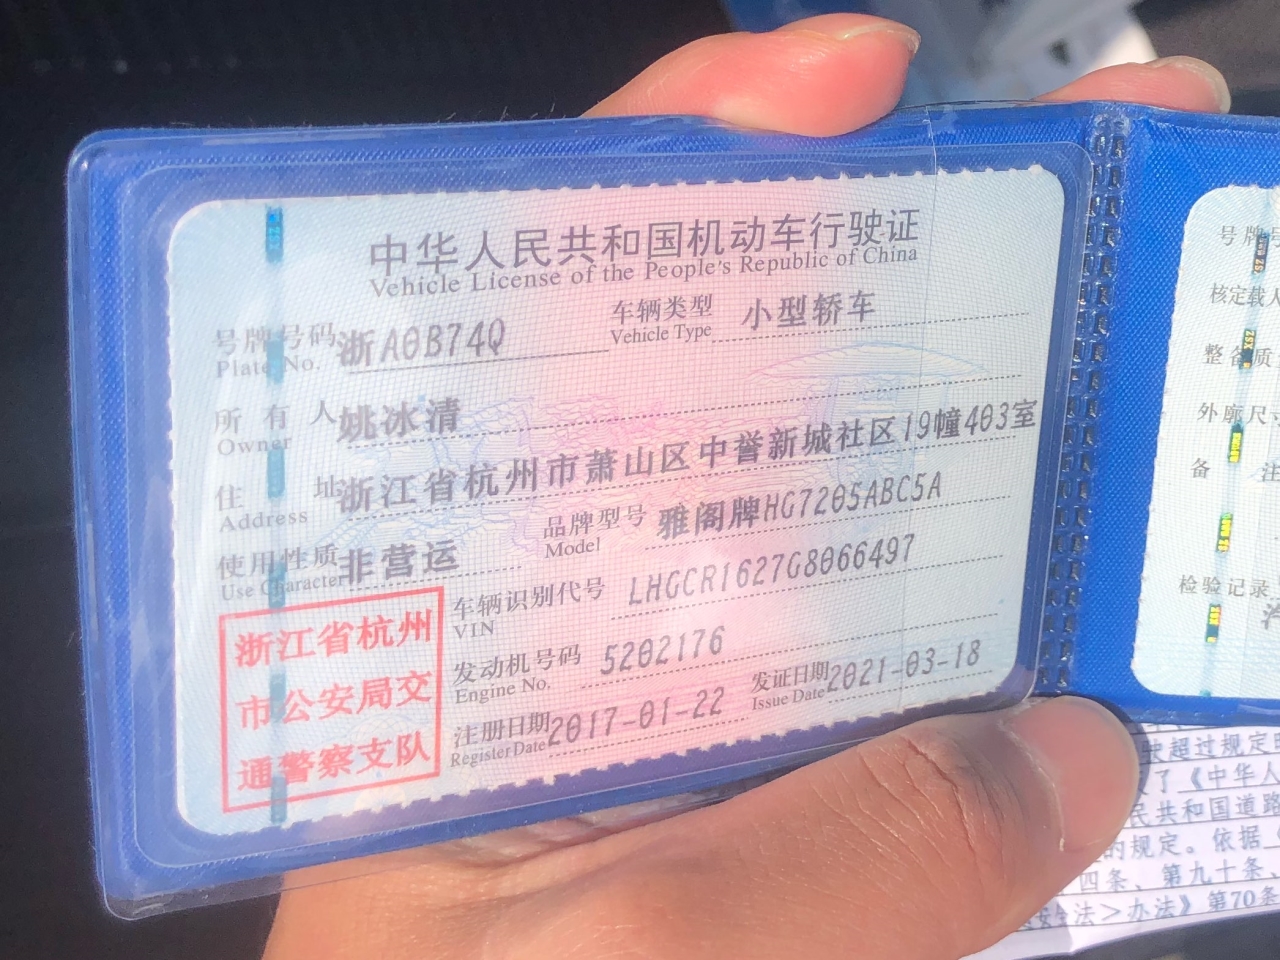 中华人民共和国机动车行驶证
Vehicle License of the People's Republic of China
号牌号码 浙A0B74Q 车辆类型 小型轿车
Plate No. Vehicle Type
所有人 姚冰清
Owner
住址 浙江省杭州市萧山区中誉新城社区19幢403室
Address
使用性质 非营运 品牌型号 雅阁牌HG7205ABC5A
Use Character Model
车辆识别代号 LHGCR1627G8066497
VIN
发动机号码 5202176
Engine No.
注册日期 2017-01-22 发证日期 2021-03-18
Register Date Issue Date
浙江省杭州
市公安局交
通警察支队
号牌号
核定载人
整备质
外廓尺寸
备注
检验记录
驶超过规定
了《中华人
民共和国道路
的规定。依据
四条、第九十条、
安全法>办法》第70条